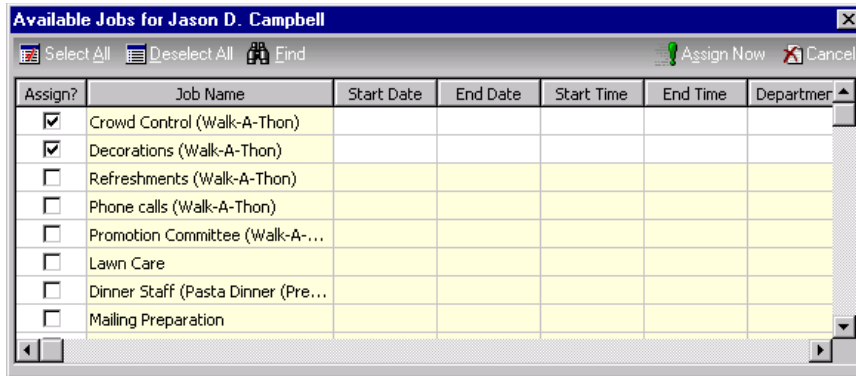 Available Jobs for Jason D. Campbell
Select All Deselect All Find Assign Now Cancel
Assign? Job Name Start Date End Date Start Time End Time Departmen
Crowd Control (Walk-A-Thon)
Decorations (Walk-A-Thon)
Refreshments (Walk-A-Thon)
Phone calls (Walk-A-Thon)
Promotion Committee (Walk-A-...
Lawn Care
Dinner Staff (Pasta Dinner (Pre...
Mailing Preparation